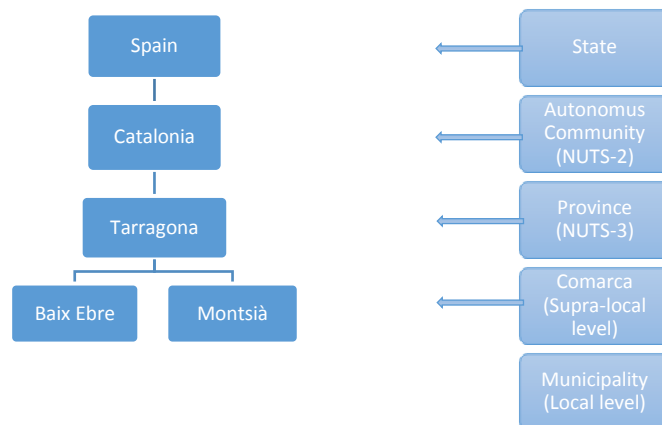 Spain
State
Catalonia
Autonomus
Community
(NUTS-2)
Tarragona
Province
(NUTS-3)
Baix Ebre
Montsià
Comarca
(Supra-local
level)
Municipality
(Local level)